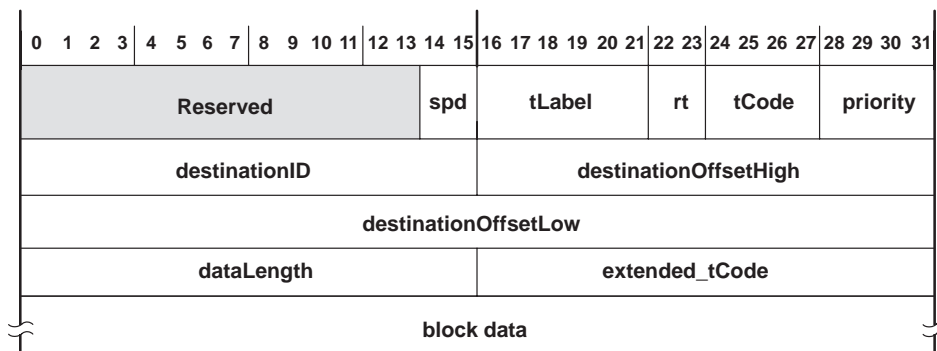 0 1 2 3 4 5 6 7 8 9 10 11 12 13 14 15 16 17 18 19 20 21 22 23 24 25 26 27 28 29 30 31
Reserved spd tLabel rt tCode priority
destinationID destinationOffsetHigh
destinationOffsetLow
dataLength extended_tCode
block data